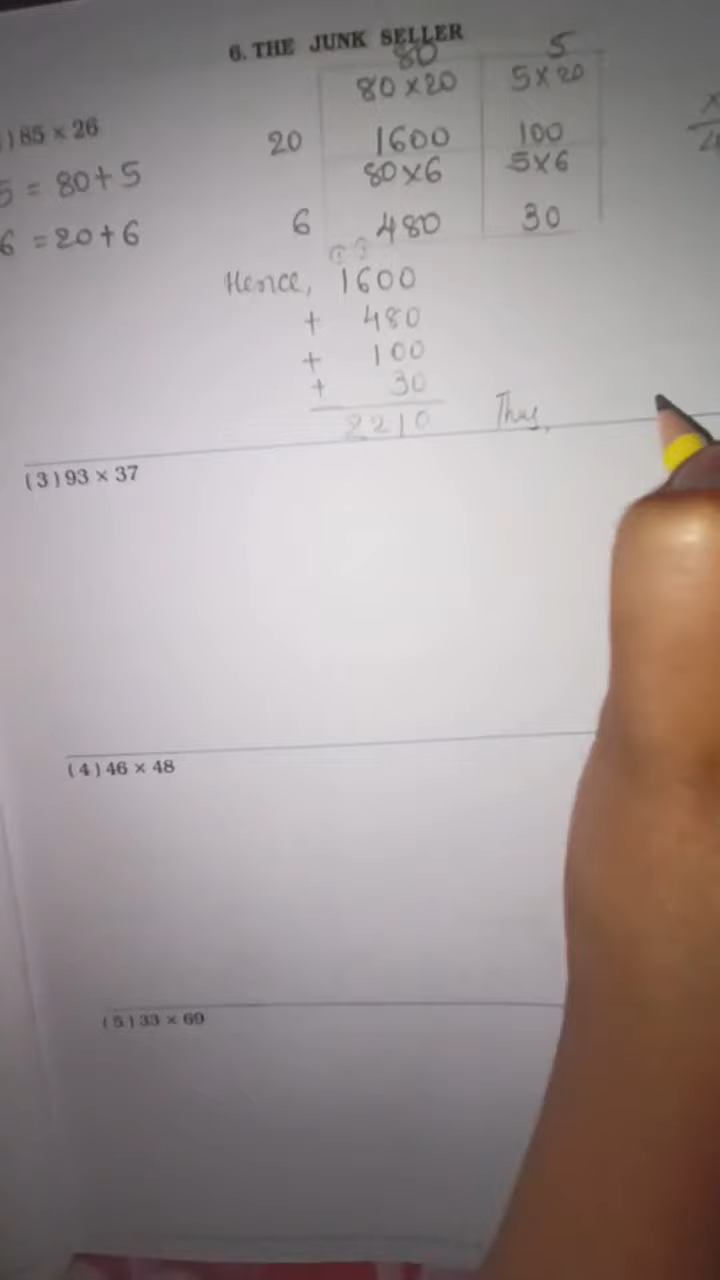 6. THE JUNK SELLER
80 5
) 85 × 26
80×20 5×20
20 1600 100
5 = 80+5
80×6 5×6
6 = 20+6
6 480 30
Hence, 1600
+ 480
+ 100
+ 30
2210 Thus,
(3) 93 × 37
(4) 46 × 48
(5) 33 × 69